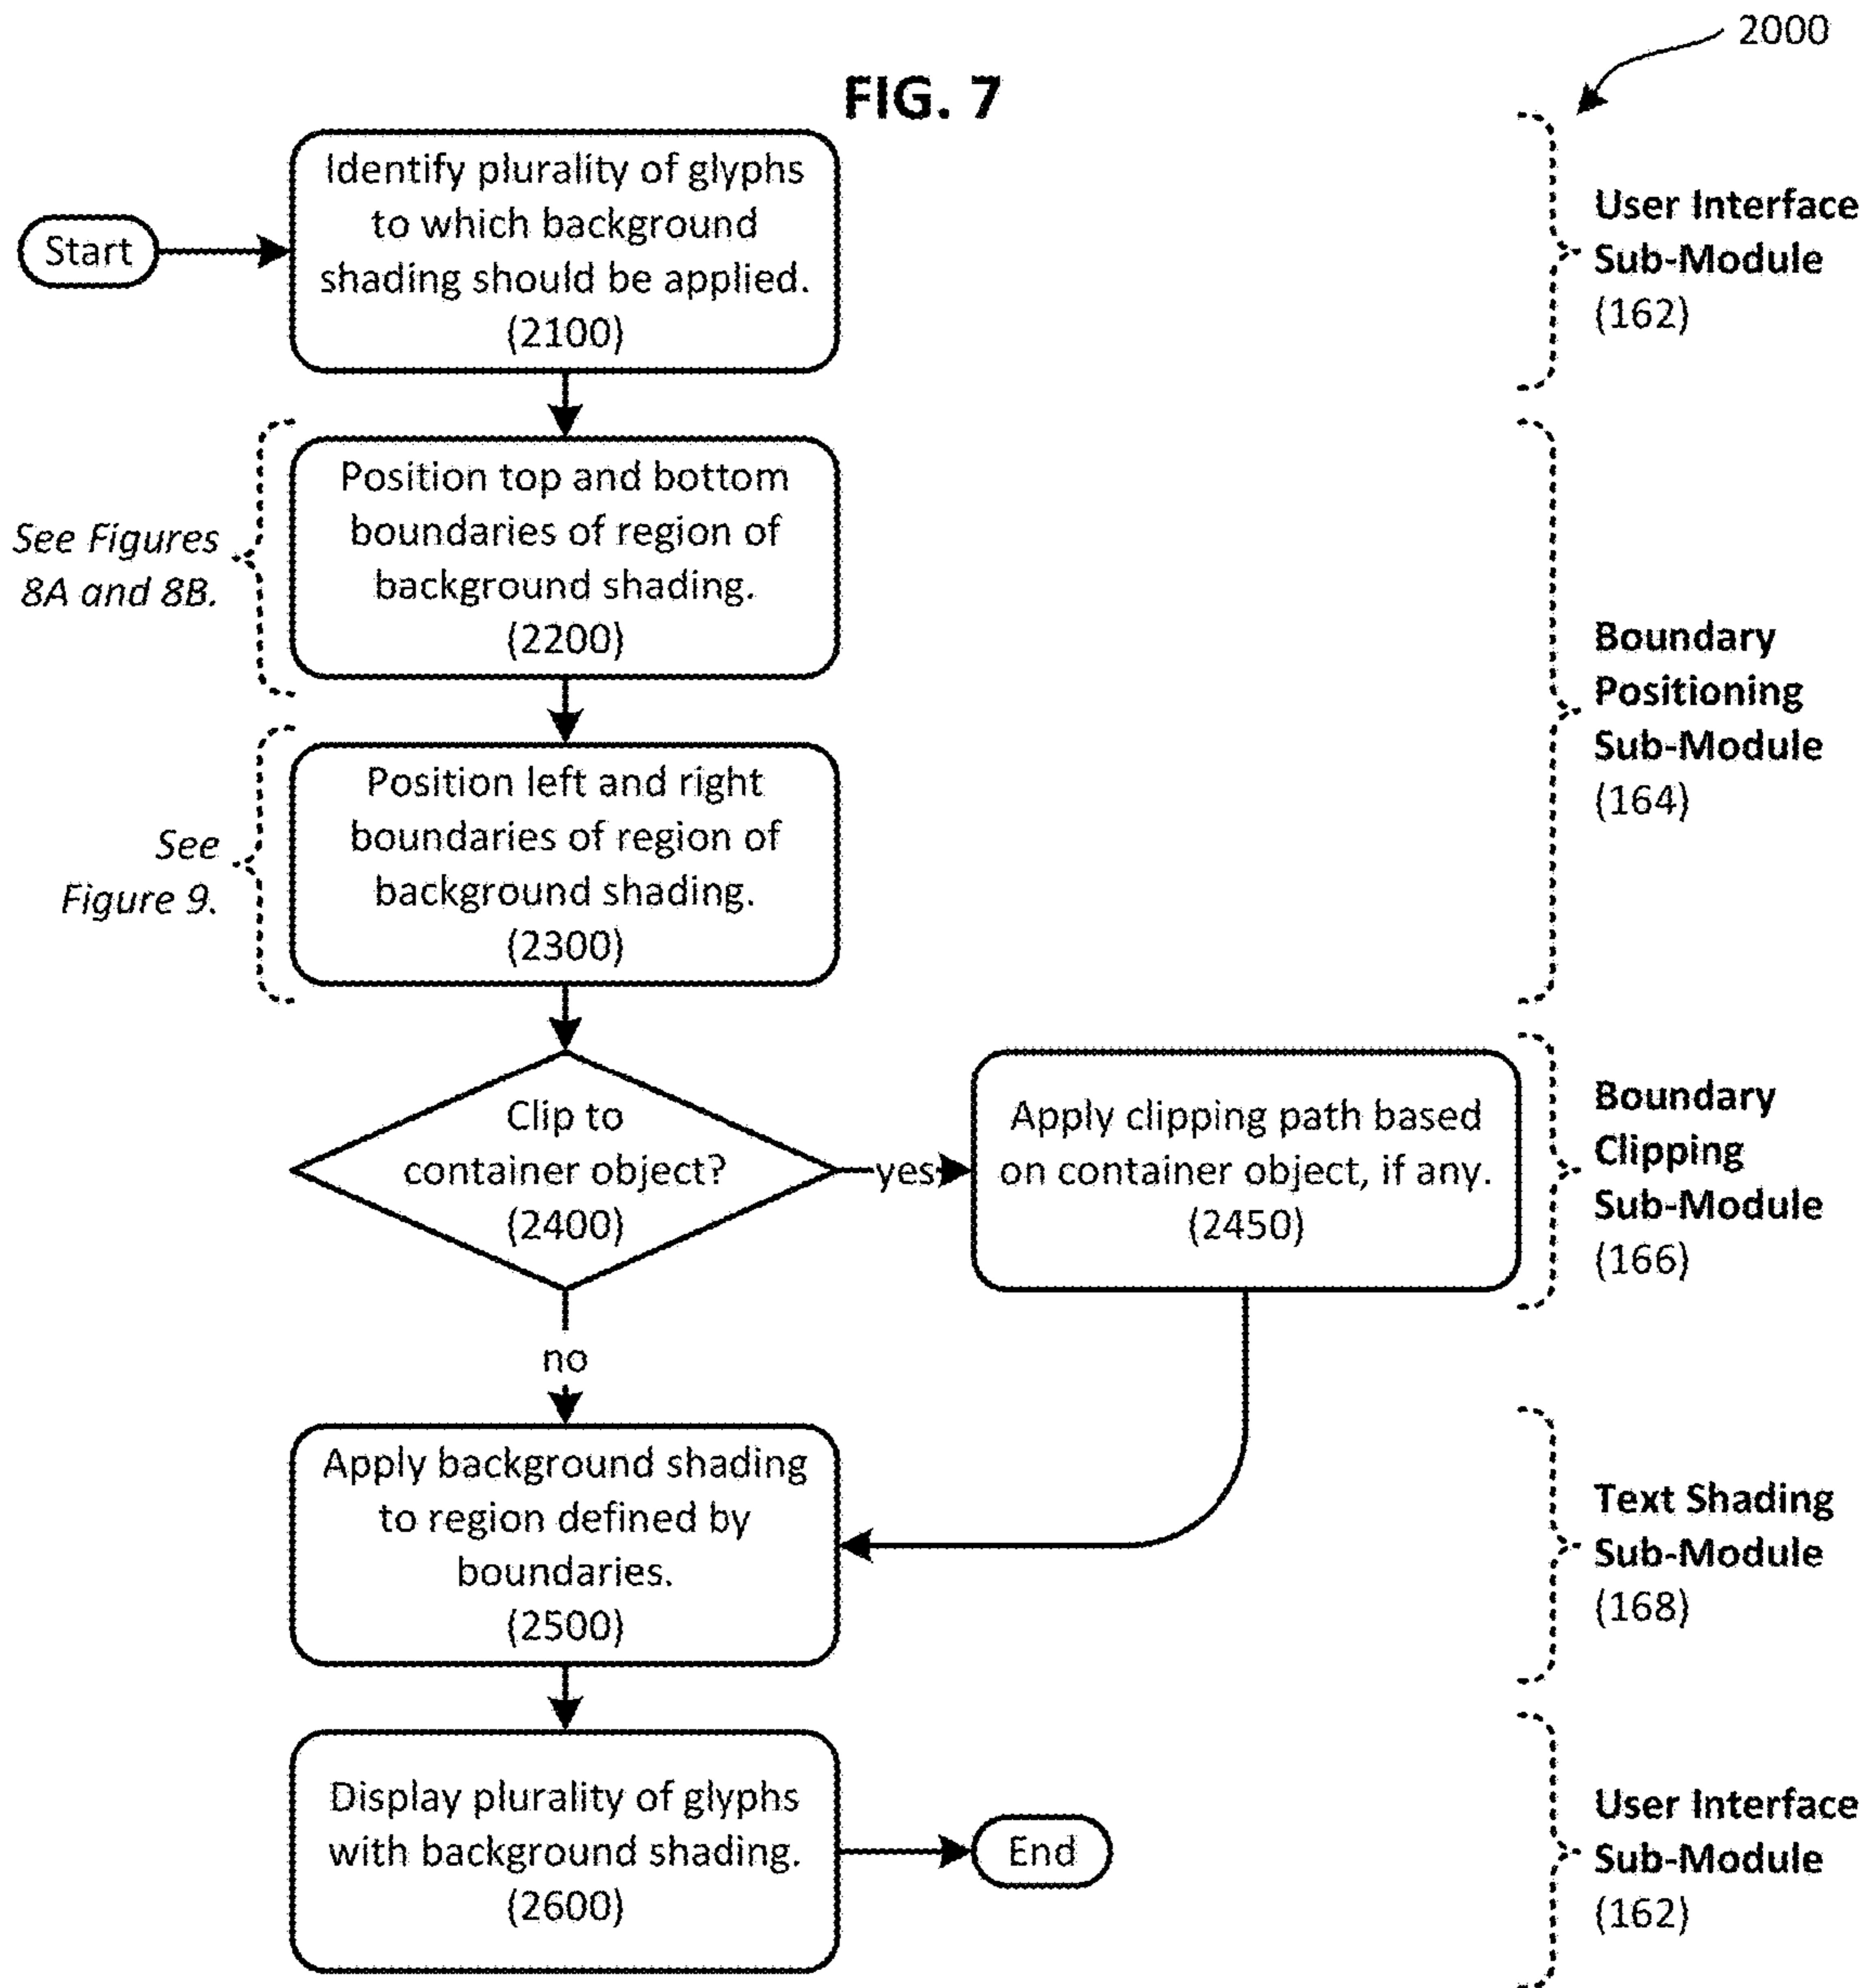 2000
FIG. 7
Start
Identify plurality of glyphs
to which background
shading should be applied.
(2100)
User Interface
Sub-Module
(162)
See Figures
8A and 8B.
Position top and bottom
boundaries of region of
background shading.
(2200)
Boundary
Positioning
Sub-Module
(164)
See
Figure 9.
Position left and right
boundaries of region of
background shading.
(2300)
Clip to
container object?
(2400)
yes
Apply clipping path based
on container object, if any.
(2450)
Boundary
Clipping
Sub-Module
(166)
no
Apply background shading
to region defined by
boundaries.
(2500)
Text Shading
Sub-Module
(168)
Display plurality of glyphs
with background shading.
(2600)
End
User Interface
Sub-Module
(162)